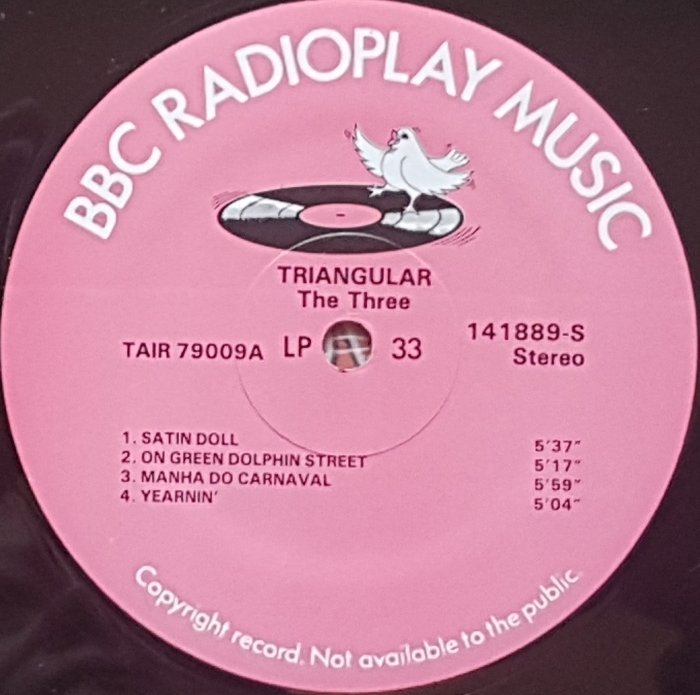 BBC RADIOPLAY MUSIC
TRIANGULAR
The Three
TAIR 79009A LP 33 141889-S
Stereo
1. SATIN DOLL 5'37"
2. ON GREEN DOLPHIN STREET 5'17"
3. MANHA DO CARNAVAL 5'59"
4. YEARNIN' 5'04"
Copyright record. Not available to the public.